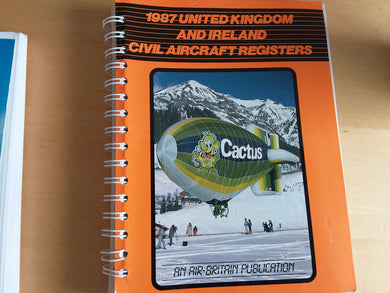 1987 UNITED KINGDOM
AND IRELAND
CIVIL AIRCRAFT REGISTERS
Cactus
AN AIR-BRITAIN PUBLICATION